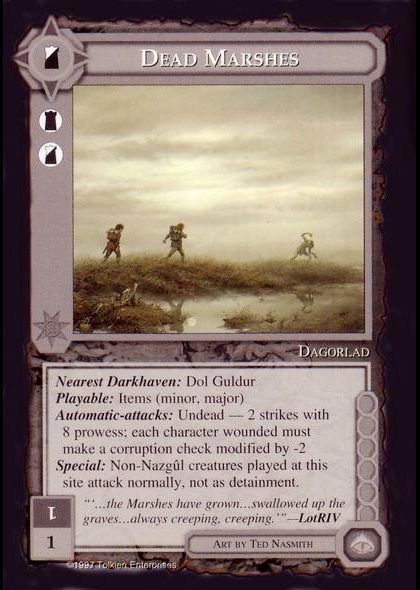 DEAD MARSHES
DAGORLAD
Nearest Darkhaven: Dol Guldur
Playable: Items (minor, major)
Automatic-attacks: Undead — 2 strikes with
8 prowess; each character wounded must
make a corruption check modified by -2
Special: Non-Nazgûl creatures played at this
site attack normally, not as detainment.
“‘…the Marshes have grown…swallowed up the
graves…always creeping, creeping.’”—LotRIV
1
1
ART BY TED NASMITH
©1997 Tolkien Enterprises